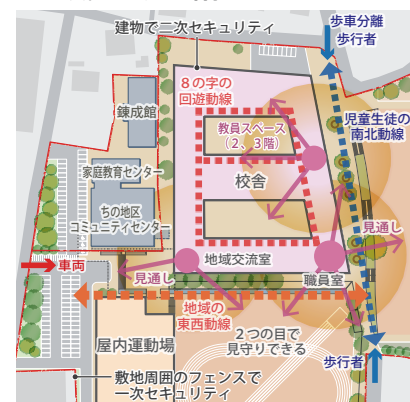 建物で二次セキュリティ
歩車分離
歩行者
8の字の
回遊動線
錬成館
教員スペース
（2、3階）
児童生徒の
南北動線
家庭教育センター
校舎
ちの地区
コミュニティセンター
見通し
車両
見通し
地域交流室
職員室
地域の
東西動線
2つの目で
見守りできる
屋内運動場
歩行者
敷地周囲のフェンスで
一次セキュリティ